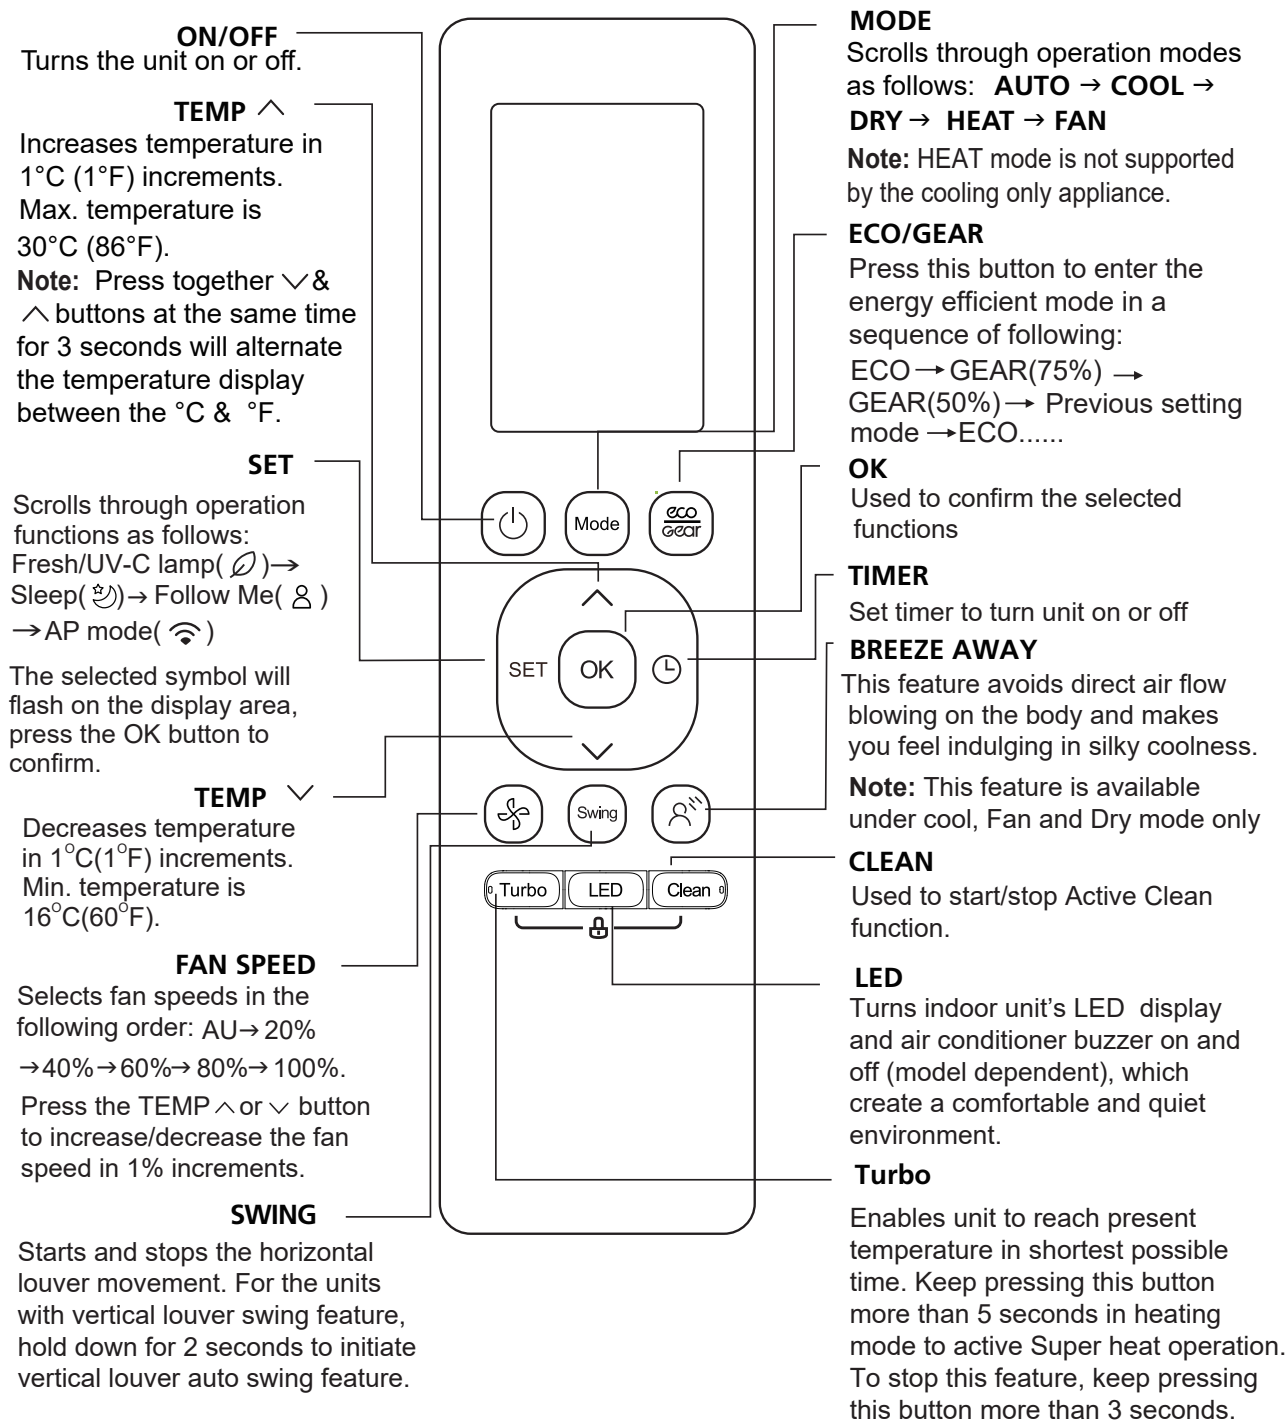 ON/OFF
Turns the unit on or off.
TEMP ∧
Increases temperature in
1°C (1°F) increments.
Max. temperature is
30°C (86°F).
Note: Press together ∨&
∧ buttons at the same time
for 3 seconds will alternate
the temperature display
between the °C & °F.
SET
Scrolls through operation
functions as follows:
Fresh/UV-C lamp( )→
Sleep( )→ Follow Me( )
→AP mode( )
The selected symbol will
flash on the display area,
press the OK button to
confirm.
TEMP ∨
Decreases temperature
in 1°C(1°F) increments.
Min. temperature is
16°C(60°F).
FAN SPEED
Selects fan speeds in the
following order: AU→20%
→40%→60%→80%→100%.
Press the TEMP ∧ or ∨ button
to increase/decrease the fan
speed in 1% increments.
SWING
Starts and stops the horizontal
louver movement. For the units
with vertical louver swing feature,
hold down for 2 seconds to initiate
vertical louver auto swing feature.
Mode
eco
Gear
SET
OK
Swing
Turbo
LED
Clean
MODE
Scrolls through operation modes
as follows: AUTO → COOL →
DRY → HEAT → FAN
Note: HEAT mode is not supported
by the cooling only appliance.
ECO/GEAR
Press this button to enter the
energy efficient mode in a
sequence of following:
ECO→GEAR(75%) →
GEAR(50%)→ Previous setting
mode →ECO......
OK
Used to confirm the selected
functions
TIMER
Set timer to turn unit on or off
BREEZE AWAY
This feature avoids direct air flow
blowing on the body and makes
you feel indulging in silky coolness.
Note: This feature is available
under cool, Fan and Dry mode only
CLEAN
Used to start/stop Active Clean
function.
LED
Turns indoor unit's LED display
and air conditioner buzzer on and
off (model dependent), which
create a comfortable and quiet
environment.
Turbo
Enables unit to reach present
temperature in shortest possible
time. Keep pressing this button
more than 5 seconds in heating
mode to active Super heat operation.
To stop this feature, keep pressing
this button more than 3 seconds.